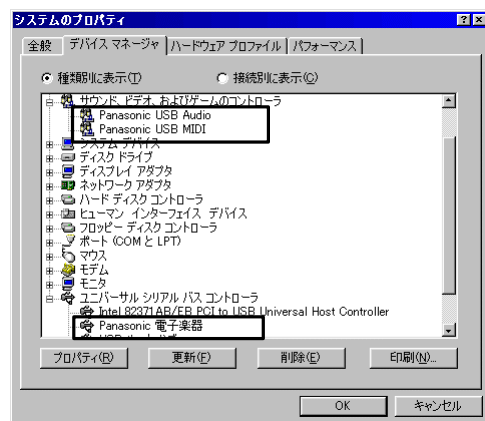 システムのプロパティ
全般 デバイス マネージャ ハードウェア プロファイル パフォーマンス
種類別に表示(T) 接続別に表示(C)
サウンド、ビデオ、およびゲームのコントローラ
Panasonic USB Audio
Panasonic USB MIDI
システム デバイス
ディスク ドライブ
ディスプレイ アダプタ
ネットワーク アダプタ
ハード ディスク コントローラ
ヒューマン インターフェイス デバイス
フロッピー ディスク コントローラ
ポート (COM と LPT)
マウス
モデム
モニタ
ユニバーサル シリアル バス コントローラ
Intel 82371AB/EB PCI to USB Universal Host Controller
Panasonic 電子楽器
プロパティ(R) 更新(F) 削除(E) 印刷(N)...
OK キャンセル